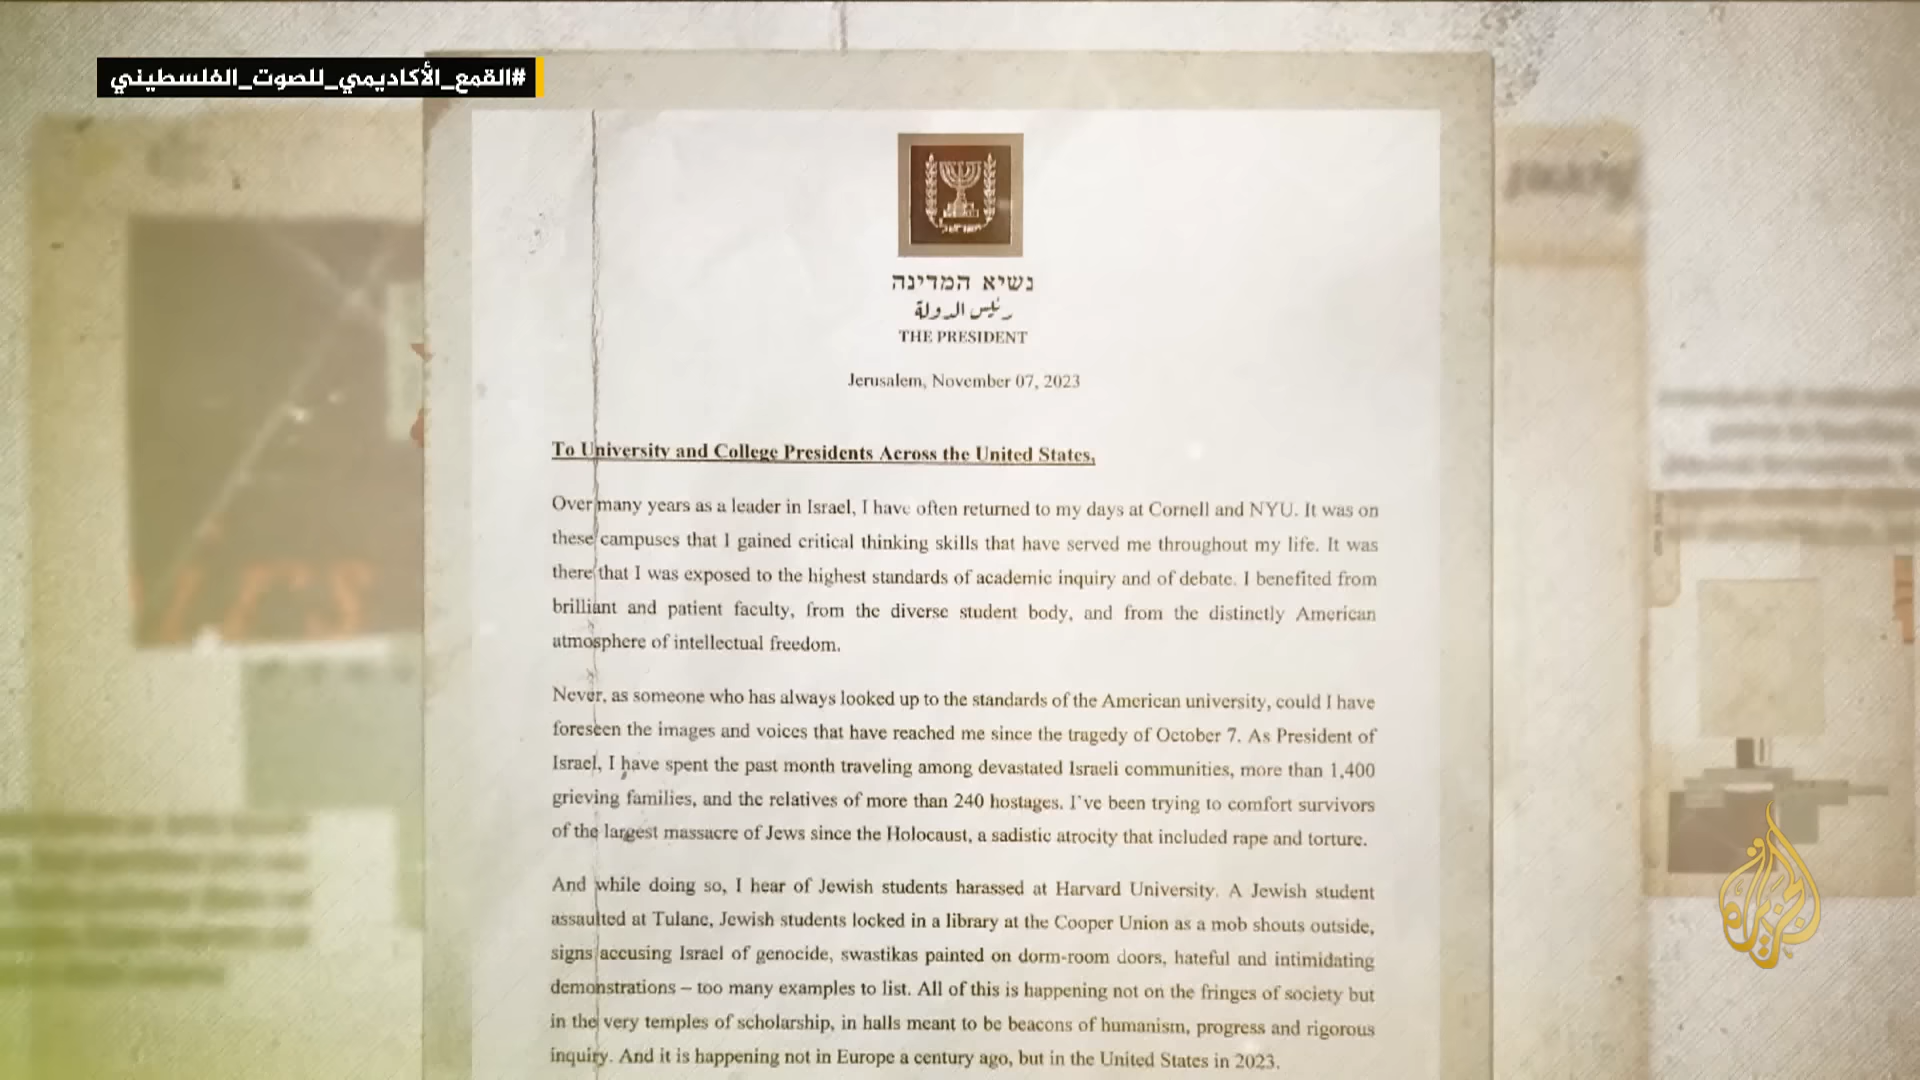 #القمع_الأكاديمي_للصوت_الفلسطيني
נשיא המדינה
رئيس الدولة
THE PRESIDENT
Jerusalem, November 07, 2023
To University and College Presidents Across the United States,
Over many years as a leader in Israel, I have often returned to my days at Cornell and NYU. It was on
these campuses that I gained critical thinking skills that have served me throughout my life. It was
there that I was exposed to the highest standards of academic inquiry and of debate. I benefited from
brilliant and patient faculty, from the diverse student body, and from the distinctly American
atmosphere of intellectual freedom.
Never, as someone who has always looked up to the standards of the American university, could I have
foreseen the images and voices that have reached me since the tragedy of October 7. As President of
Israel, I have spent the past month traveling among devastated Israeli communities, more than 1,400
grieving families, and the relatives of more than 240 hostages. I've been trying to comfort survivors
of the largest massacre of Jews since the Holocaust, a sadistic atrocity that included rape and torture.
And while doing so, I hear of Jewish students harassed at Harvard University. A Jewish student
assaulted at Tulane, Jewish students locked in a library at the Cooper Union as a mob shouts outside,
signs accusing Israel of genocide, swastikas painted on dorm-room doors, hateful and intimidating
demonstrations – too many examples to list. All of this is happening not on the fringes of society but
in the very temples of scholarship, in halls meant to be beacons of humanism, progress and rigorous
inquiry. And it is happening not in Europe a century ago, but in the United States in 2023.
الجزيرة